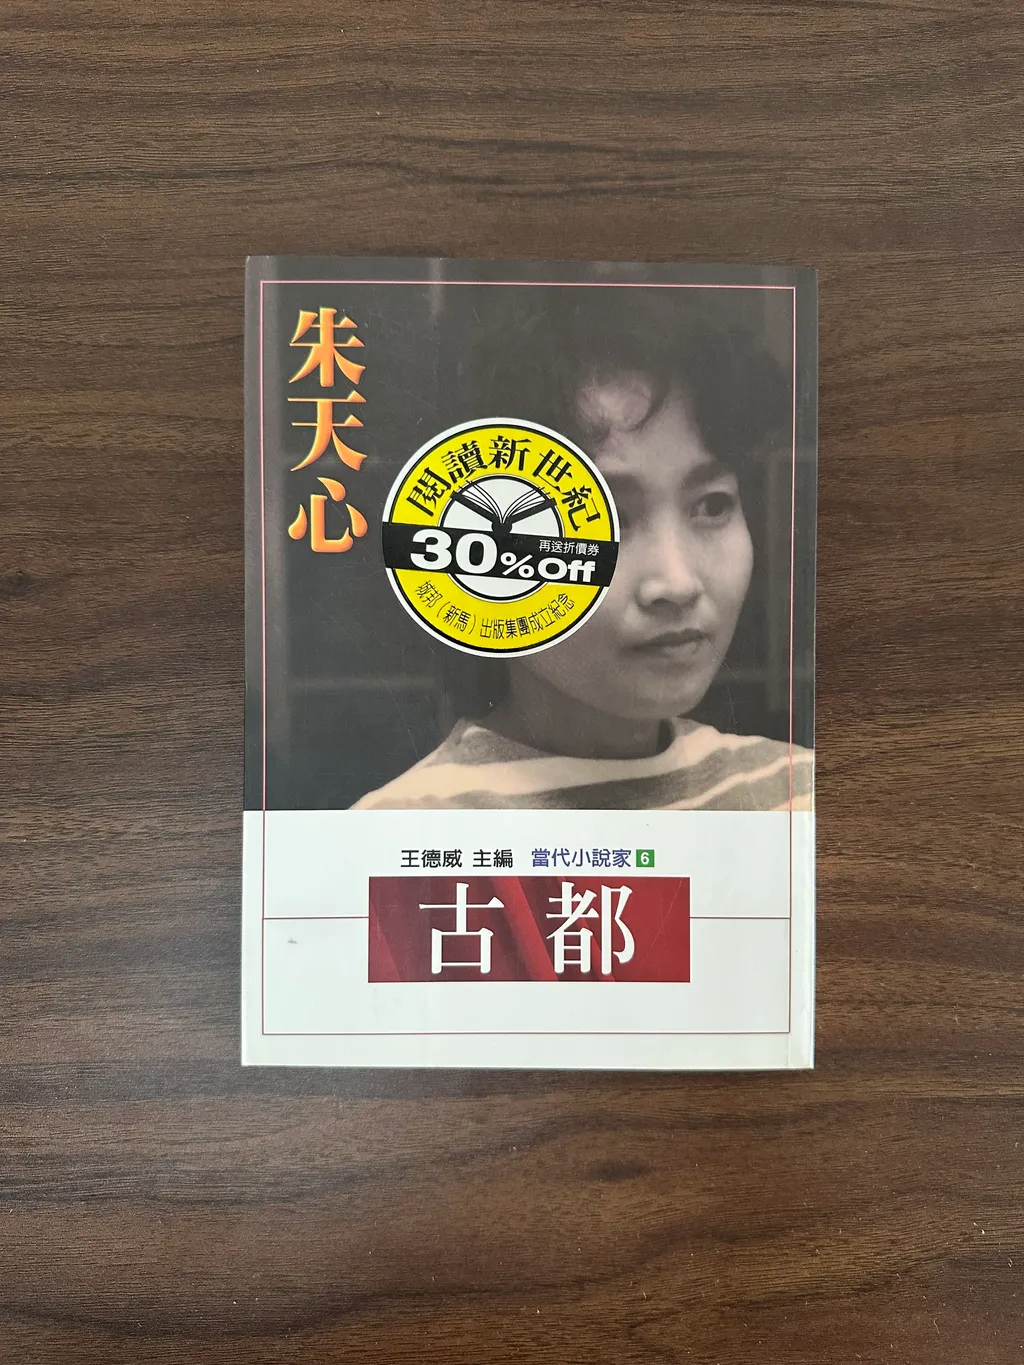 朱天心
閱讀新世紀
再送折價券
30% Off
城邦(新馬)出版集團成立紀念
王德威 主編 當代小說家 6
古都